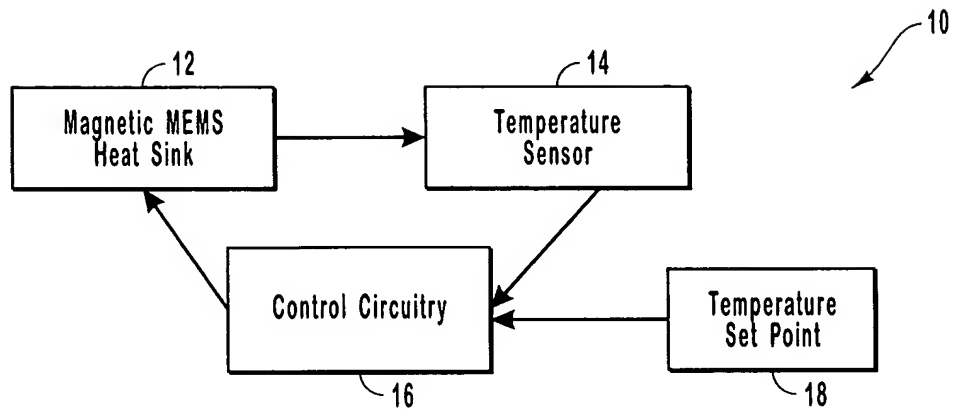 10
12
14
Magnetic MEMS
Heat Sink
Temperature
Sensor
Control Circuitry
Temperature
Set Point
16
18